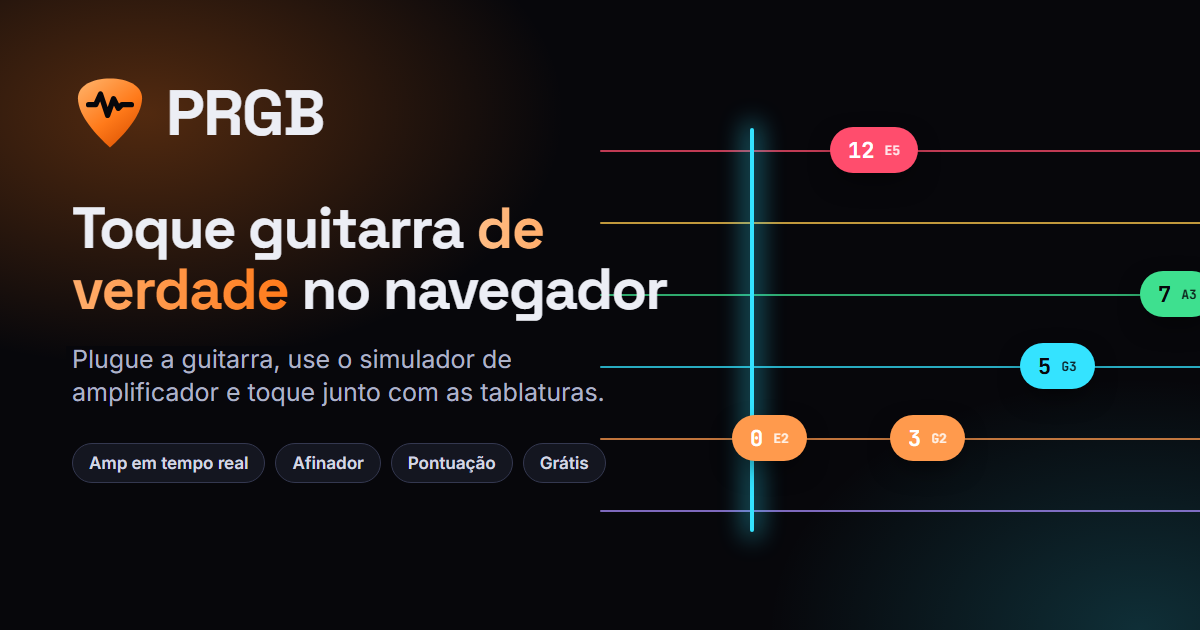 PRGB
Toque guitarra de
verdade no navegador
Plugue a guitarra, use o simulador de
amplificador e toque junto com as tablaturas.
Amp em tempo real
Afinador
Pontuação
Grátis
12 E5
7 A3
5 G3
0 E2
3 G2